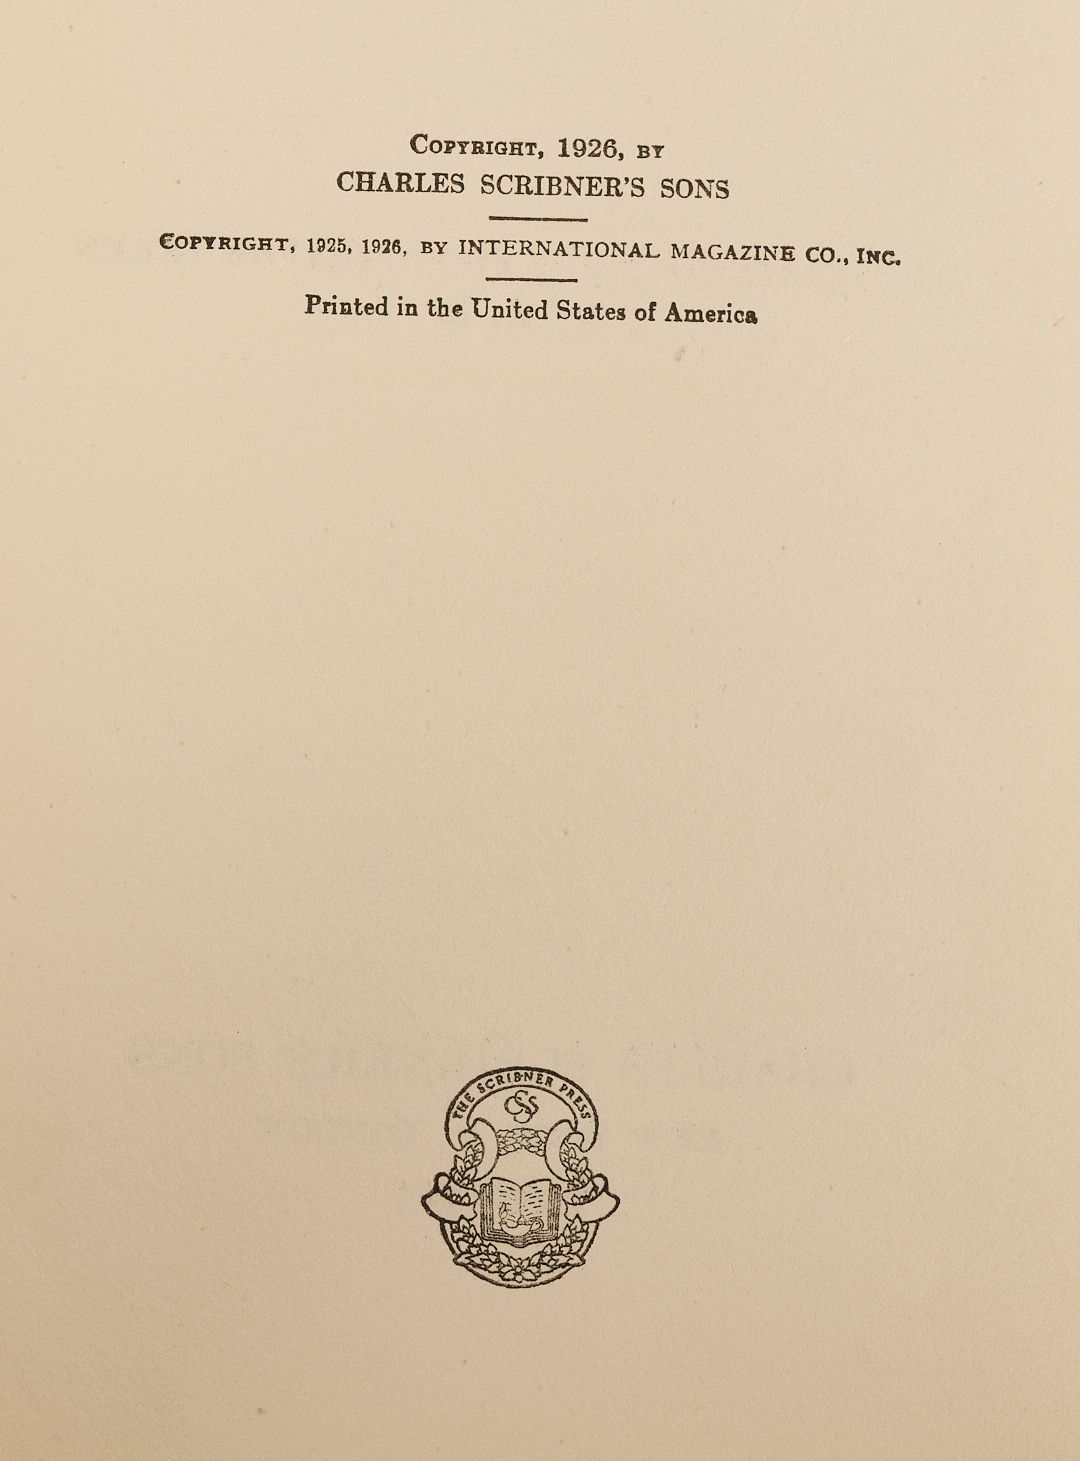 COPYRIGHT, 1926, BY
CHARLES SCRIBNER'S SONS
COPYRIGHT, 1925, 1926, BY INTERNATIONAL MAGAZINE CO., INC.
Printed in the United States of America
THE SCRIBNER PRESS
CSS